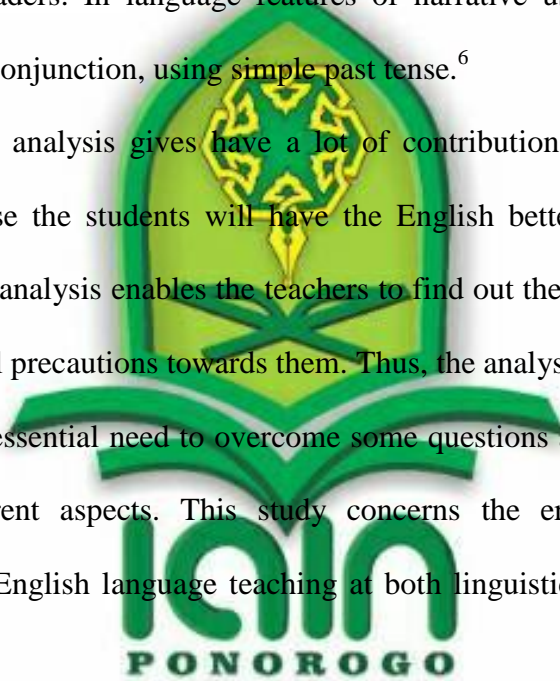 aders. In language features of narrative u
onjunction, using simple past tense.6
analysis gives have a lot of contribution
se the students will have the English bett
analysis enables the teachers to find out the
l precautions towards them. Thus, the analys
essential need to overcome some questions
rent aspects. This study concerns the e
English language teaching at both linguisti
iain
PONOROGO